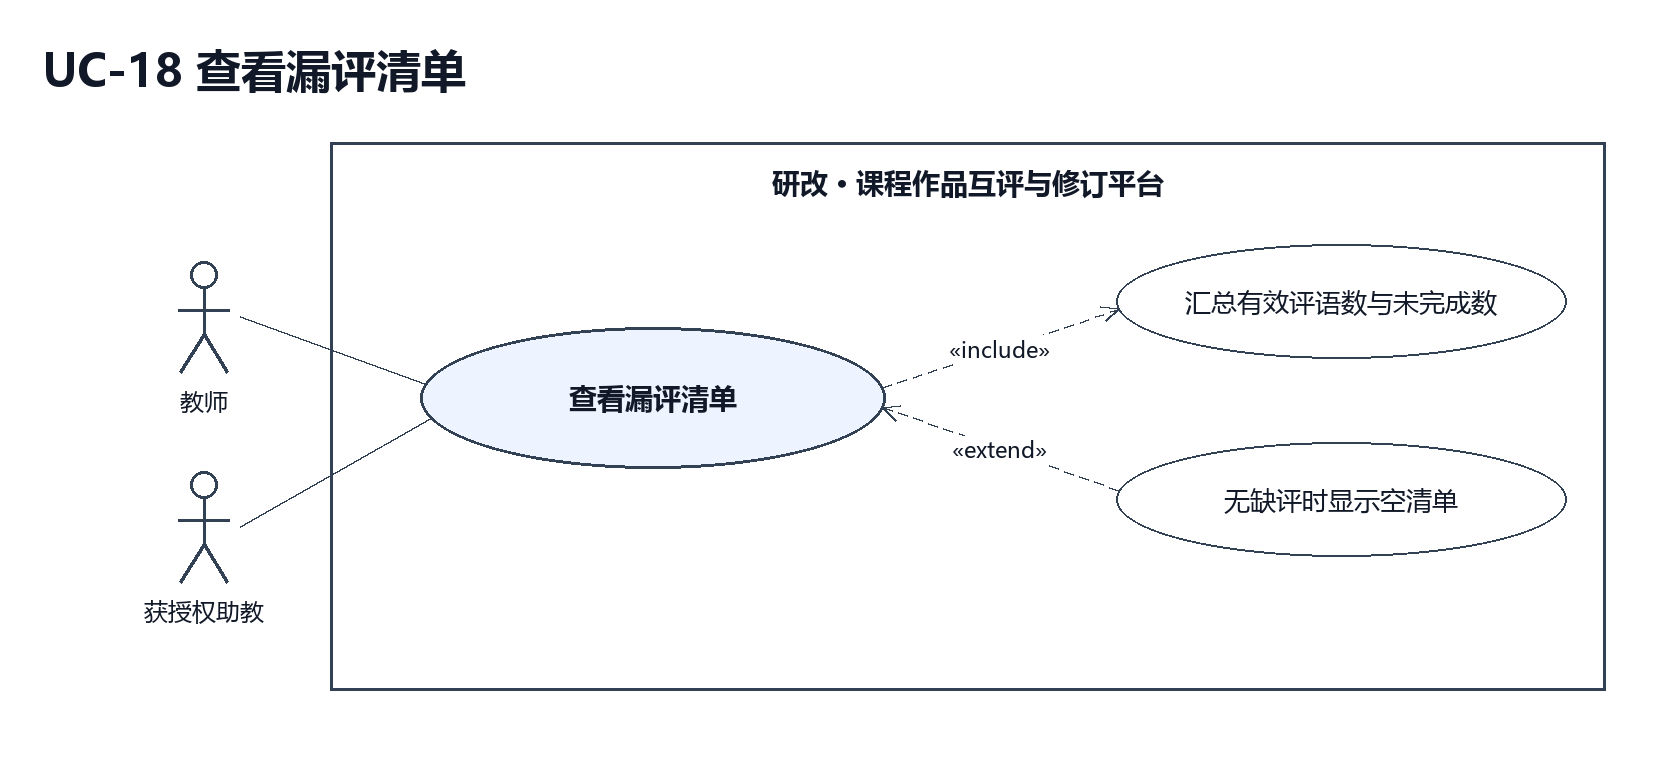 UC-18 查看漏评清单
研改・课程作品互评与修订平台
汇总有效评语数与未完成数
«include»
查看漏评清单
教师
«extend»
无缺评时显示空清单
获授权助教